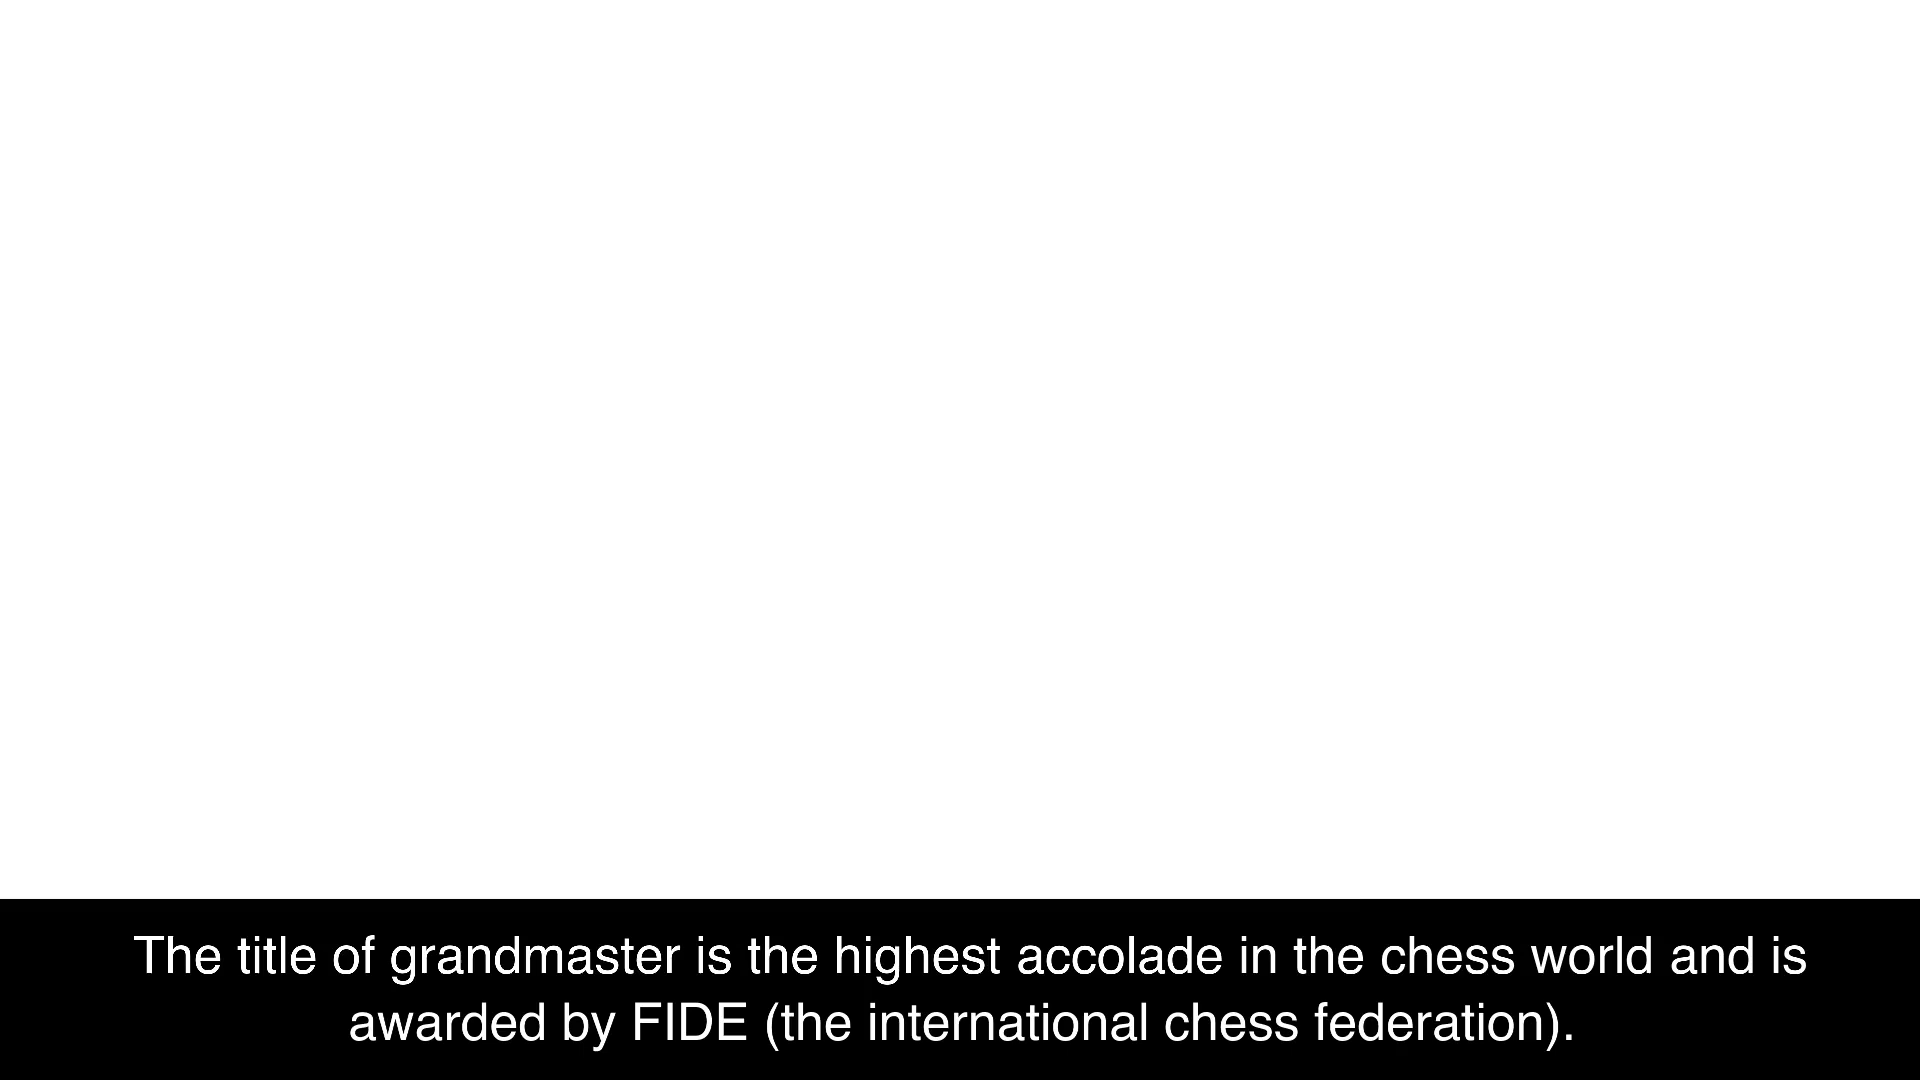 The title of grandmaster is the highest accolade in the chess world and is
awarded by FIDE (the international chess federation).